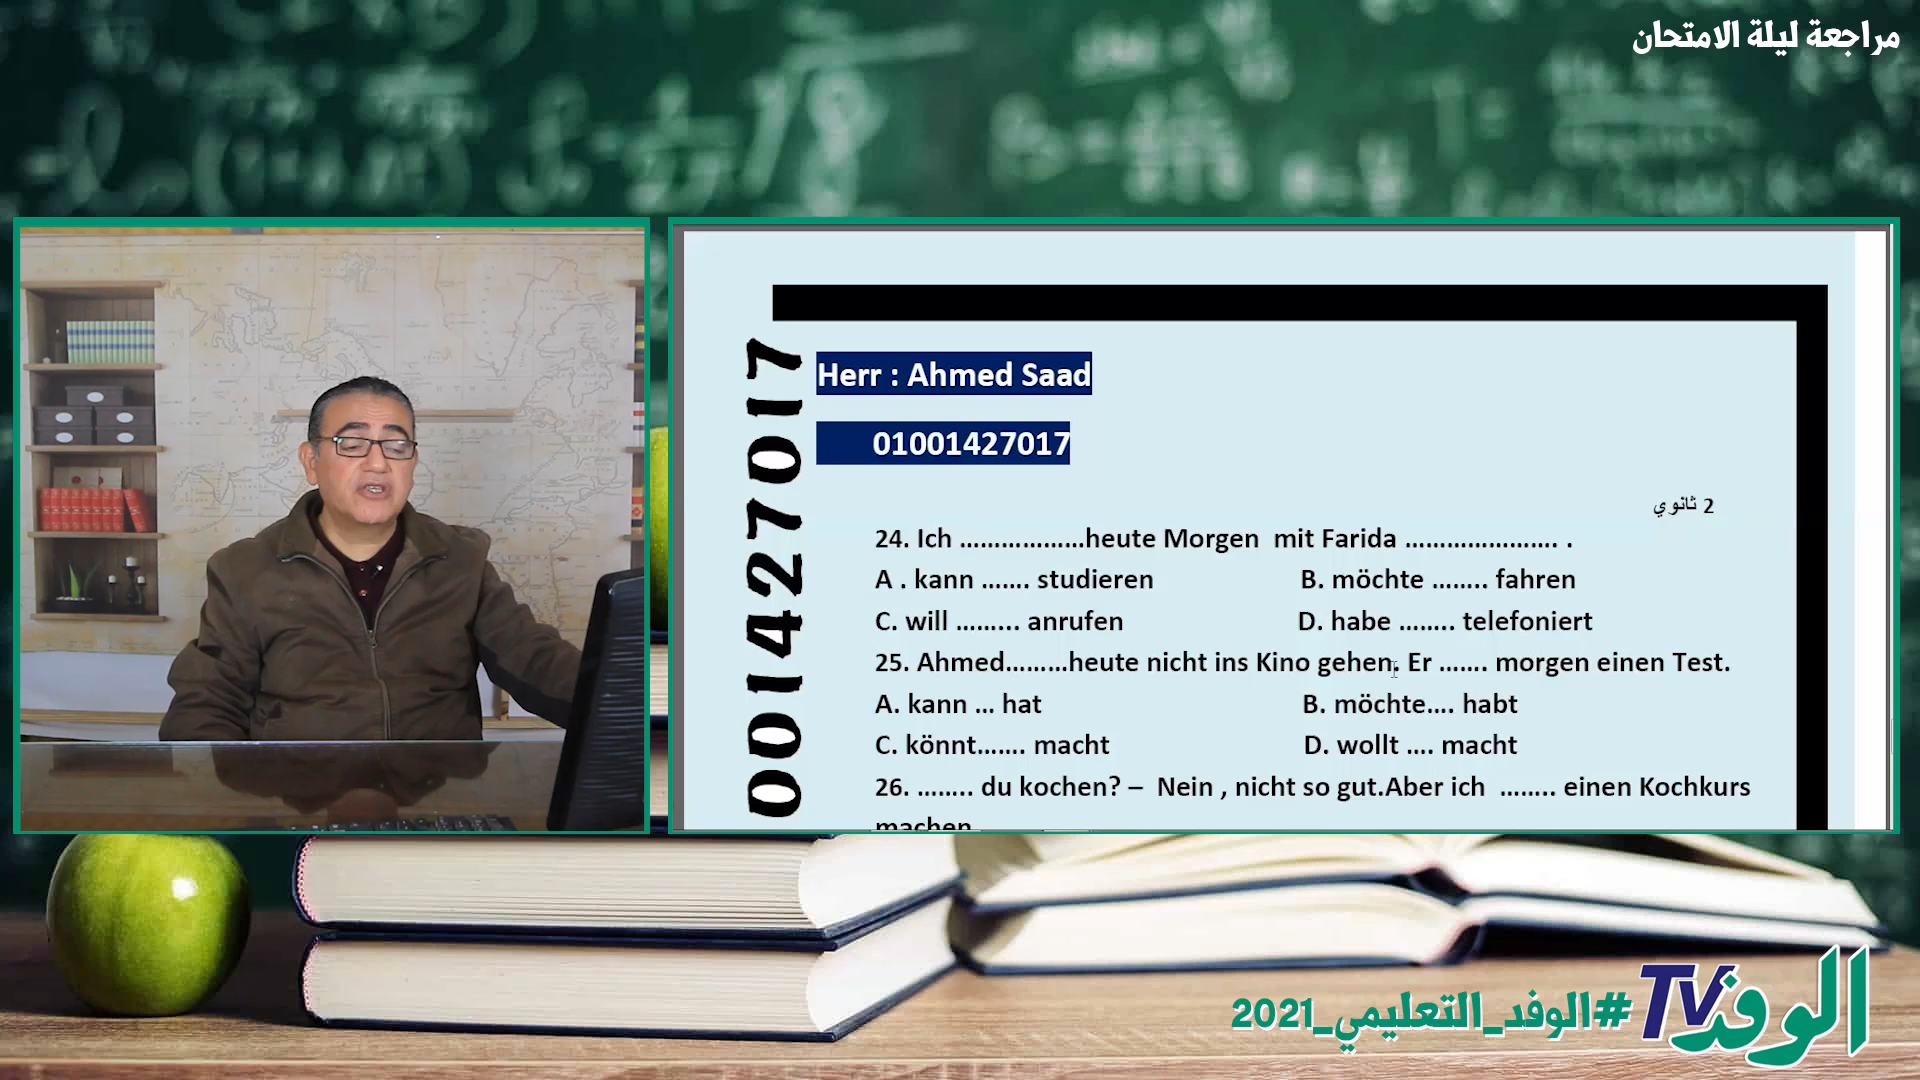 مراجعة ليلة الامتحان
01001427017
Herr : Ahmed Saad
01001427017
2 ثانوي
24. Ich ..................heute Morgen mit Farida ...................... .
A . kann ....... studieren B. möchte ........ fahren
C. will ......... anrufen D. habe ........ telefoniert
25. Ahmed.........heute nicht ins Kino gehen. Er ....... morgen einen Test.
A. kann ... hat B. möchte.... habt
C. könnt....... macht D. wollt .... macht
26. ........ du kochen? – Nein , nicht so gut.Aber ich ........ einen Kochkurs
machen
#الوفد_التعليمي_2021
الوفد TV